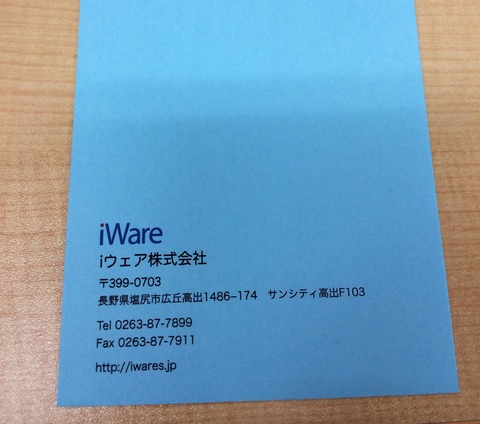 iWare
iウェア株式会社
〒399-0703
長野県塩尻市広丘高出1486-174　サンシティ高出F103
Tel 0263-87-7899
Fax 0263-87-7911
http://iwares.jp